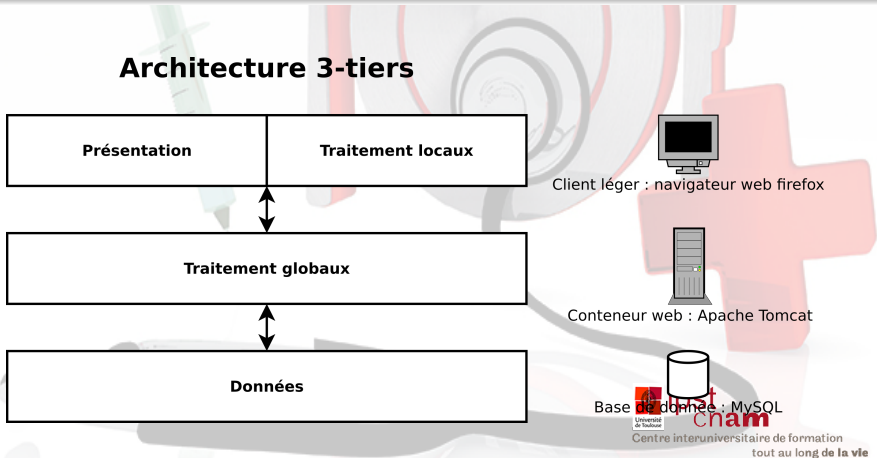 Architecture 3-tiers
Présentation
Traitement locaux
Client léger : navigateur web firefox
Traitement globaux
Conteneur web : Apache Tomcat
Données
Base de donnée : MySQL
Université
de Toulouse
ipst
cnam
Centre interuniversitaire de formation
tout au long de la vie